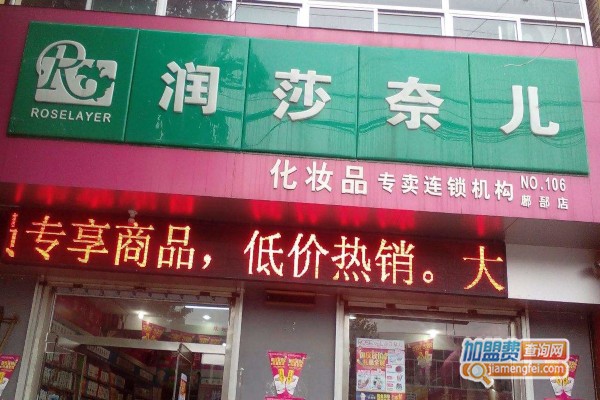 润莎奈儿
ROSELAYER
化妆品专卖连锁机构 NO.106
郦部店
专享商品，低价热销。大
加盟费查询网
jiamengfei.com